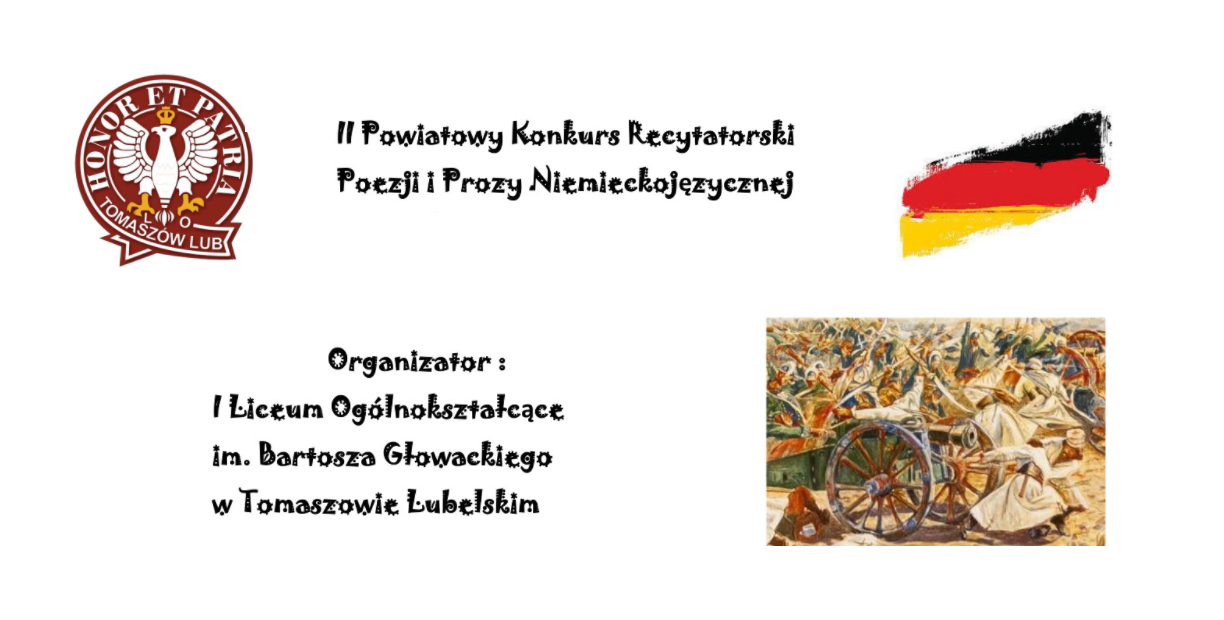 HONOR ET PATRIA
Ł O
TOMASZÓW LUB
II Powiatowy Konkurs Recytatorski
Poezji i Prozy Niemieckojęzycznej
Organizator :
I Liceum Ogólnokształcące
im. Bartosza Głowackiego
w Tomaszowie Lubelskim